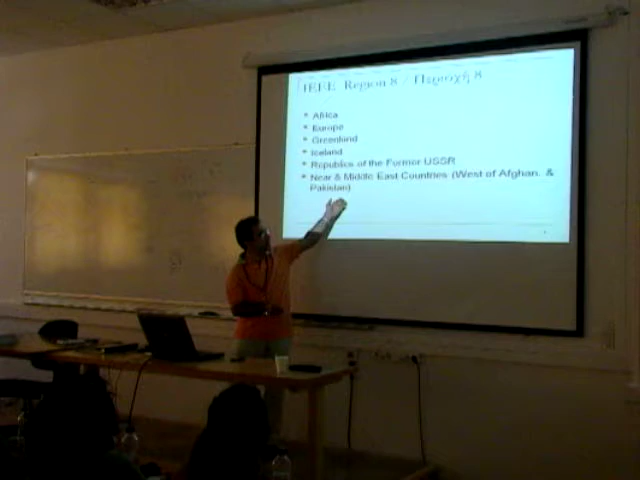 IEEE Region 8 / Περιοχή 8
Africa
Europe
Greenland
Iceland
Republics of the Former USSR
Near & Middle East Countries (West of Afghan. &
Pakistan)